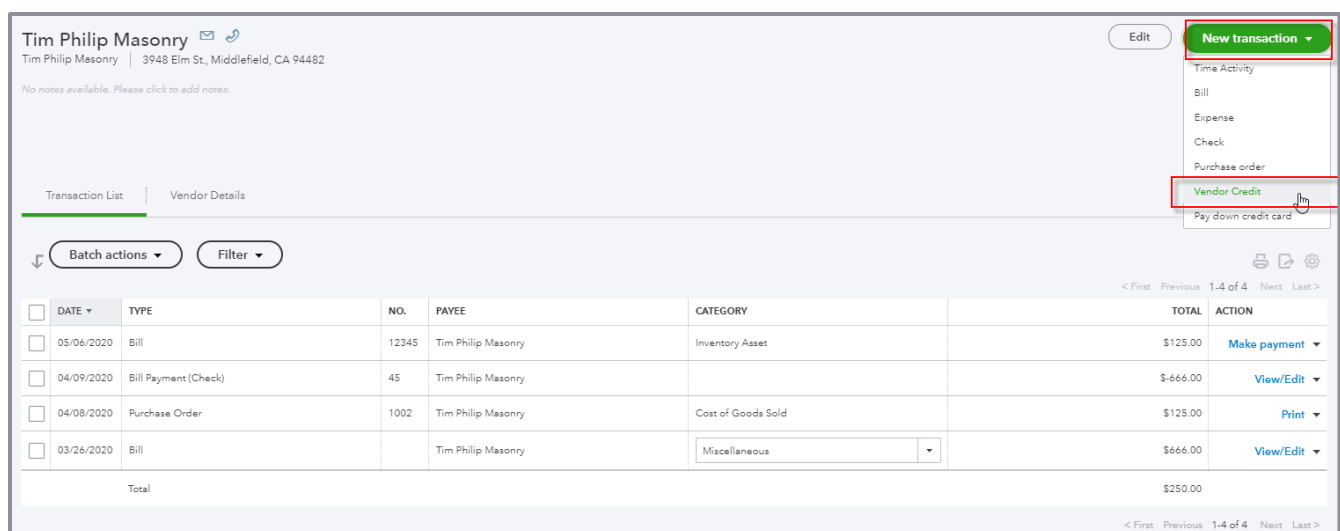 Tim Philip Masonry
Edit
New transaction
Tim Philip Masonry 3948 Elm St., Middlefield, CA 94482
No notes available. Please click to add notes.
Time Activity
Bill
Expense
Check
Purchase order
Vendor Credit
Pay down credit card
Transaction List Vendor Details
Batch actions Filter
< First Previous 1-4 of 4 Next Last >
DATE TYPE NO. PAYEE CATEGORY TOTAL ACTION
05/06/2020 Bill 12345 Tim Philip Masonry Inventory Asset $125.00 Make payment
04/09/2020 Bill Payment (Check) 45 Tim Philip Masonry $-666.00 View/Edit
04/08/2020 Purchase Order 1002 Tim Philip Masonry Cost of Goods Sold $125.00 Print
03/26/2020 Bill Tim Philip Masonry Miscellaneous $666.00 View/Edit
Total $250.00
< First Previous 1-4 of 4 Next Last >